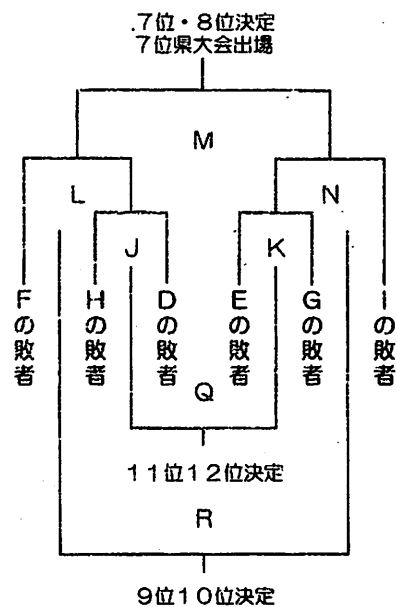 7位・8位決定
7位県大会出場
M
L
N
J
K
Fの敗者
Hの敗者
Dの敗者
Eの敗者
Gの敗者
Iの敗者
Q
11位12位決定
R
9位10位決定